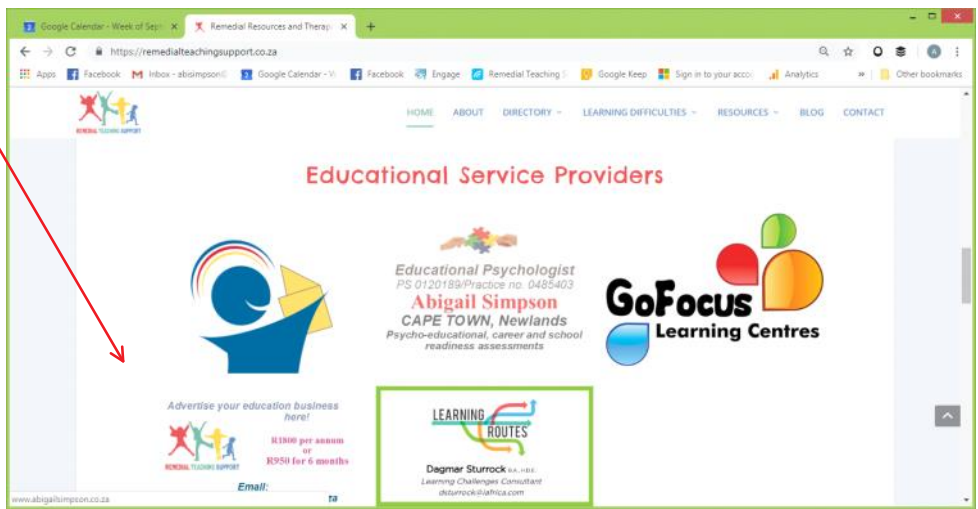 Google Calendar - Week of Sept
Remedial Resources and Therap
https://remedialteachingsupport.co.za
Apps
Facebook
Inbox - abisimpson
Google Calendar - W
Facebook
Engage
Remedial Teaching S
Google Keep
Sign in to your acco
Analytics
»
Other bookmarks
REMEDIAL TEACHING SUPPORT
HOME ABOUT DIRECTORY LEARNING DIFFICULTIES RESOURCES BLOG CONTACT
Educational Service Providers
Educational Psychologist
PS 0120189/Practice no. 0485403
Abigail Simpson
CAPE TOWN, Newlands
Psycho-educational, career and school
readiness assessments
GoFocus
Learning Centres
Advertise your education business
here!
REMEDIAL TEACHING SUPPORT
R1800 per annum
or
R950 for 6 months
Email:
za
LEARNING
ROUTES
Dagmar Sturrock B.A., H.D.E.
Learning Challenges Consultant
dsturrock@iafrica.com
www.abigailsimpson.co.za